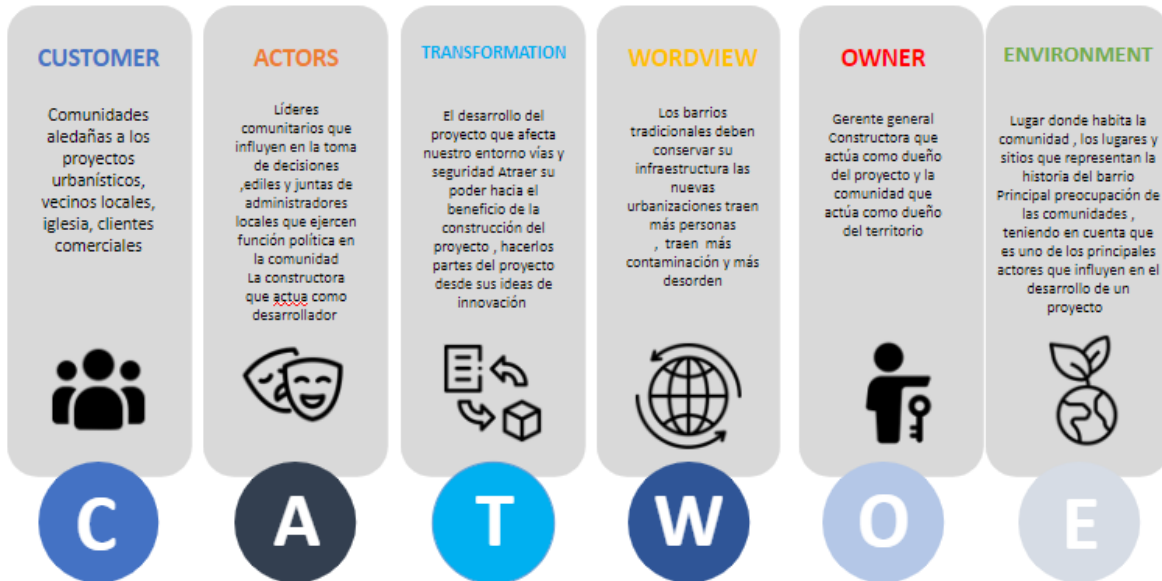 CUSTOMER
Comunidades
aledañas a los
proyectos
urbanísticos,
vecinos locales,
iglesia, clientes
comerciales
ACTORS
Líderes
comunitarios que
influyen en la toma
de decisiones
,ediles y juntas de
administradores
locales que ejercen
función política en
la comunidad
La constructora
que actua como
desarrollador
TRANSFORMATION
El desarrollo del
proyecto que afecta
nuestro entorno vías y
seguridad Atraer su
poder hacia el
beneficio de la
construcción del
proyecto , hacerlos
partes del proyecto
desde sus ideas de
innovación
WORDVIEW
Los barrios
tradicionales deben
conservar su
infraestructura las
nuevas
urbanizaciones traen
más personas
, traen más
contaminación y más
desorden
OWNER
Gerente general
Constructora que
actúa como dueño
del proyecto y la
comunidad que
actúa como dueño
del territorio
ENVIRONMENT
Lugar donde habita la
comunidad , los lugares y
sitios que representan la
historia del barrio
Principal preocupación de
las comunidades ,
teniendo en cuenta que
es uno de los principales
actores que influyen en el
desarrollo de un
proyecto
C
A
T
W
O
E